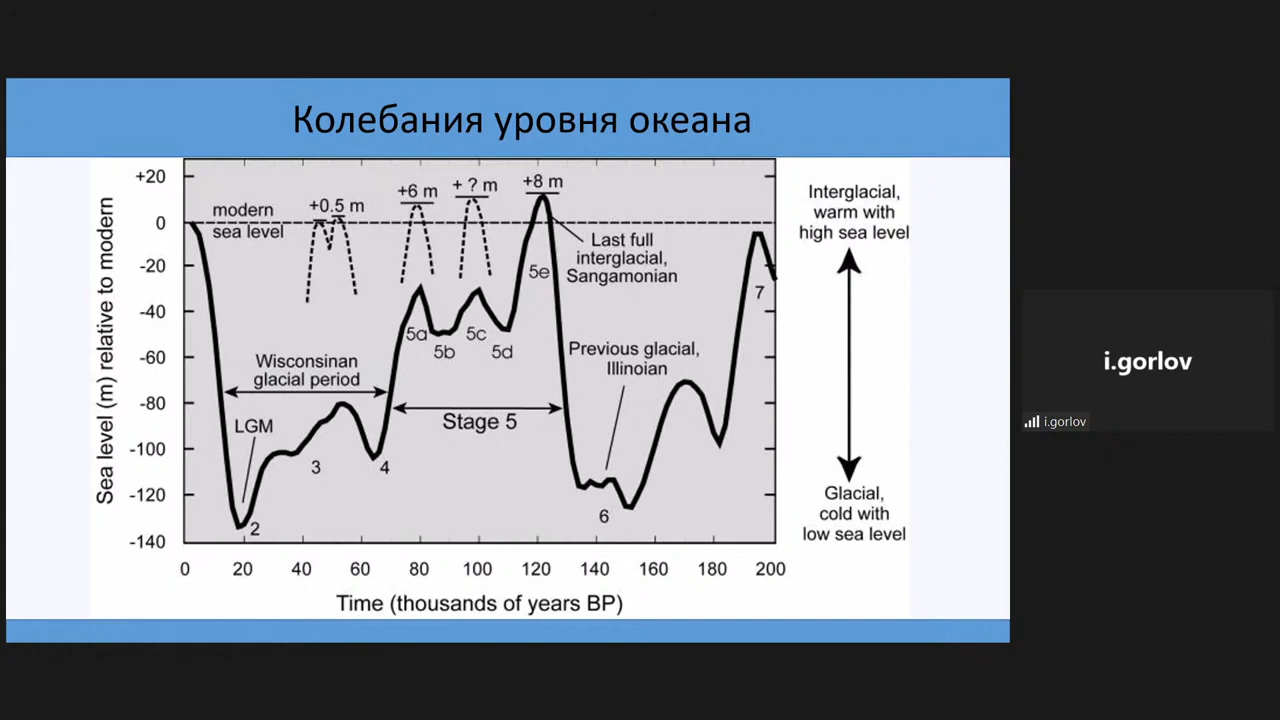 Колебания уровня океана
+20
0
-20
-40
-60
-80
-100
-120
-140
Sea level (m) relative to modern
modern
sea level
+0.5 m
+6 m
+ ? m
+8 m
Last full
interglacial,
Sangamonian
5e
5a
5b
5c
5d
7
Wisconsinan
glacial period
Stage 5
Previous glacial,
Illinoian
LGM
2
3
4
6
0
20
40
60
80
100
120
140
160
180
200
Time (thousands of years BP)
Interglacial,
warm with
high sea level
Glacial,
cold with
low sea level
i.gorlov
i.gorlov